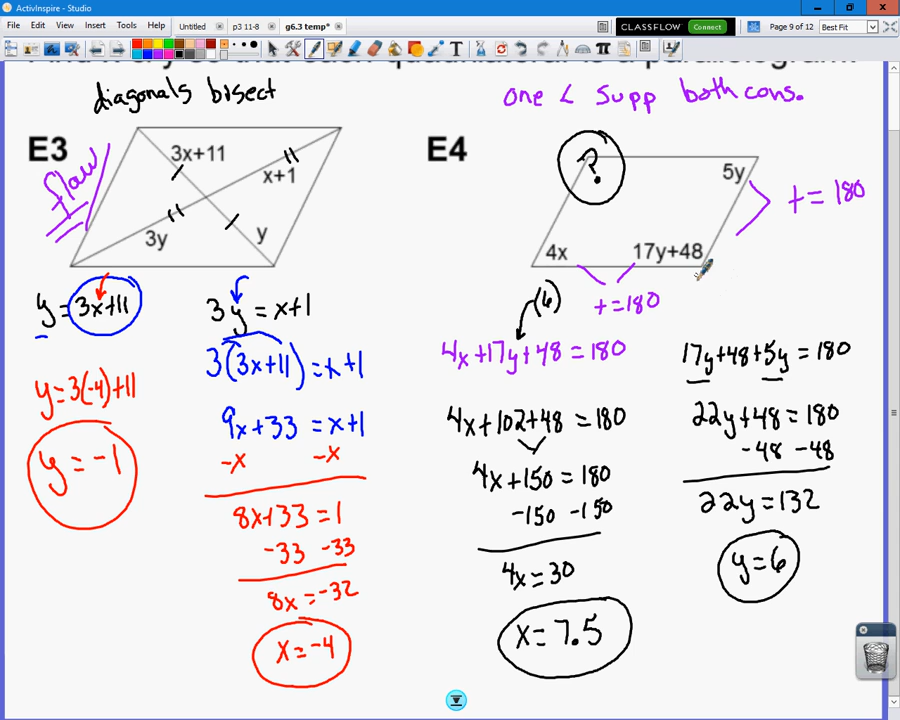 ActivInspire - Studio
File Edit View Insert Tools Help
Untitled
p3 11-8
g6.3 temp*
CLASSFLOW
Connect
Page 9 of 12
Best Fit
diagonals bisect
one < supp both cons.
E3
flaw
3x+11
x+1
3y
y
E4
?
5y
4x
17y+48
+ = 180
+ = 180
(6)
y = 3x+11
3y = x+1
3(3x+11) = x+1
y = 3(-4)+11
9x+33 = x+1
-x -x
y = -1
8x+33 = 1
-33 -33
8x = -32
x = -4
4x+17y+48 = 180
4x+102+48 = 180
4x+150 = 180
-150 -150
4x = 30
x = 7.5
17y+48+5y = 180
22y+48 = 180
-48 -48
22y = 132
y = 6